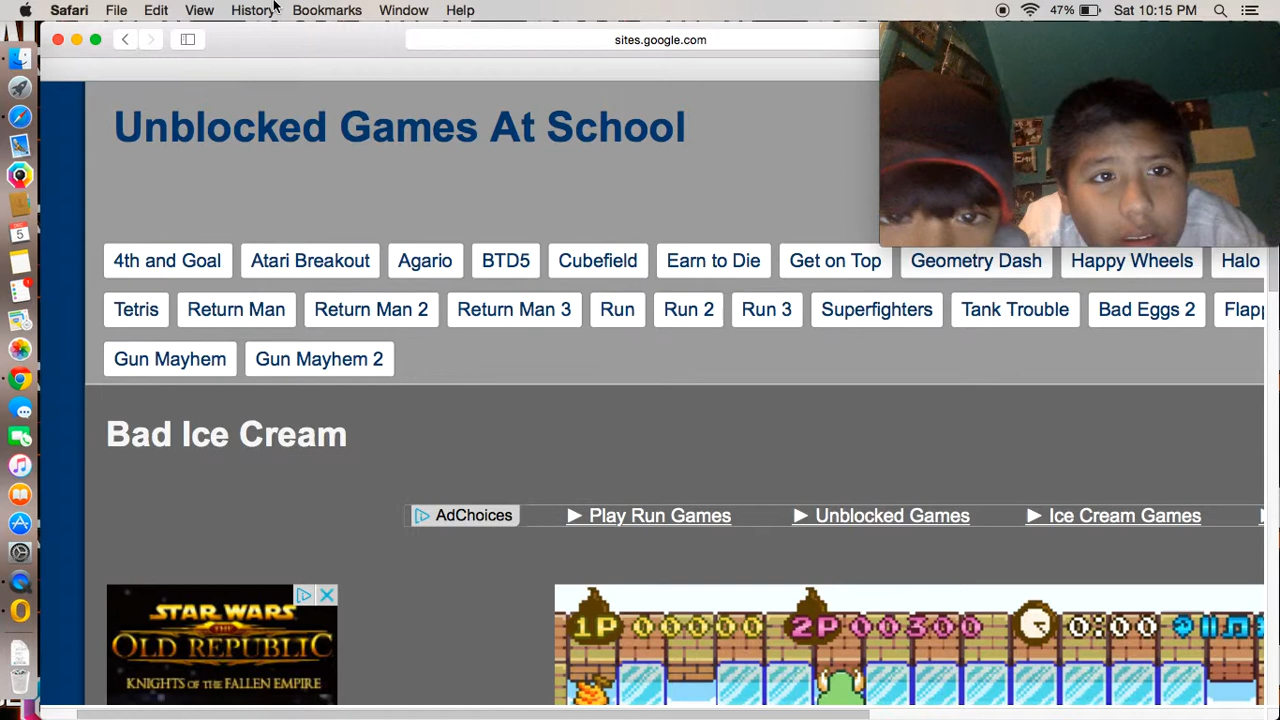 Safari File Edit View History Bookmarks Window Help 47% Sat 10:15 PM
sites.google.com
Unblocked Games At School
4th and Goal Atari Breakout Agario BTD5 Cubefield Earn to Die Get on Top Geometry Dash Happy Wheels Halo
Tetris Return Man Return Man 2 Return Man 3 Run Run 2 Run 3 Superfighters Tank Trouble Bad Eggs 2 Flapp
Gun Mayhem Gun Mayhem 2
Bad Ice Cream
AdChoices ► Play Run Games ► Unblocked Games ► Ice Cream Games
STAR WARS
THE OLD REPUBLIC
KNIGHTS OF THE FALLEN EMPIRE
1P 00000 2P 00300 0:00
5